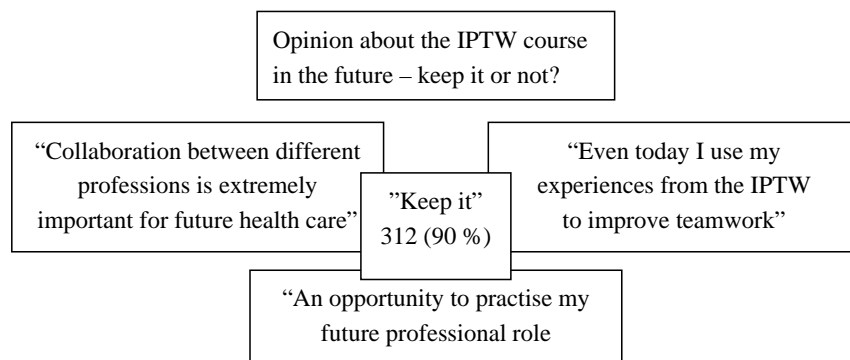 Opinion about the IPTW course
in the future – keep it or not?
“Collaboration between different
professions is extremely
important for future health care”
”Keep it”
312 (90 %)
“Even today I use my
experiences from the IPTW
to improve teamwork”
“An opportunity to practise my
future professional role